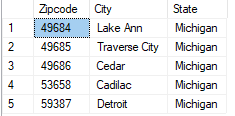 Zipcode City State
1 49684 Lake Ann Michigan
2 49685 Traverse City Michigan
3 49686 Cedar Michigan
4 53658 Cadilac Michigan
5 59387 Detroit Michigan